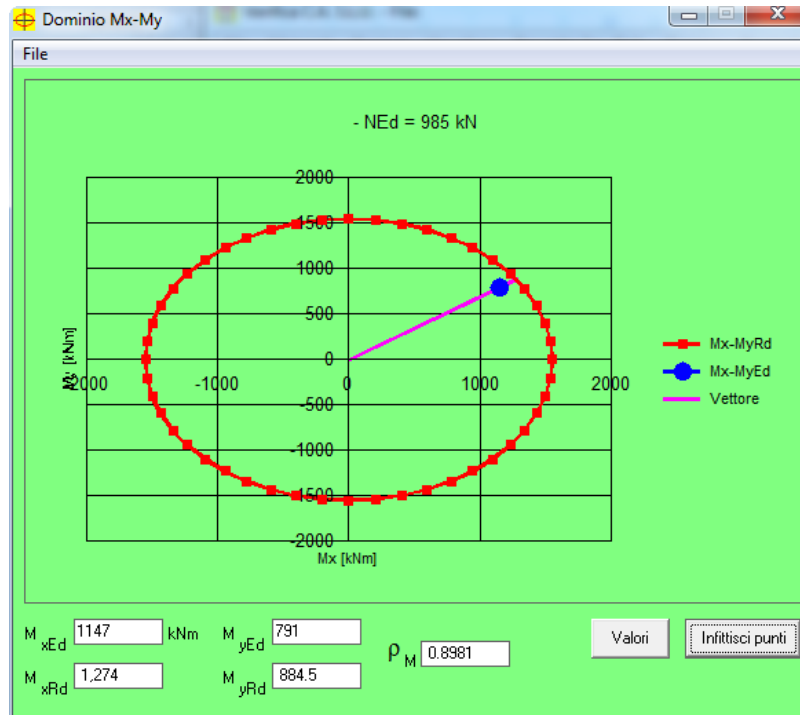 Dominio Mx-My
File
- NEd = 985 kN
2000
1500
1000
500
0
-2000
-1000
0
1000
2000
-500
-1000
-1500
-2000
[kNm]
Mx [kNm]
Mx-MyRd
Mx-MyEd
Vettore
M xEd 1147 kNm M yEd 791
ρ M 0.8981
Valori
Infittisci punti
M xRd 1,274 M yRd 884.5